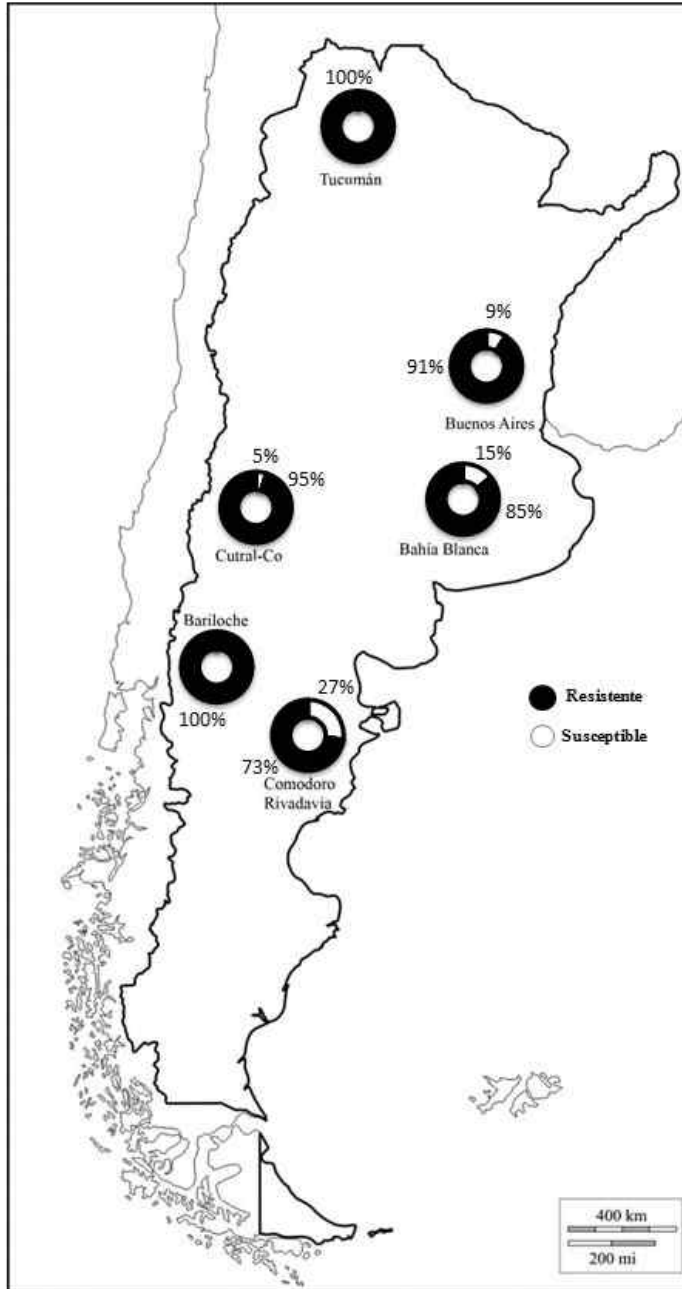 100%
Tucumán
9%
91%
Buenos Aires
15%
85%
Bahía Blanca
5%
95%
Cutral-Co
Bariloche
100%
27%
73%
Comodoro
Rivadavia
Resistente
Susceptible
400 km
200 mi